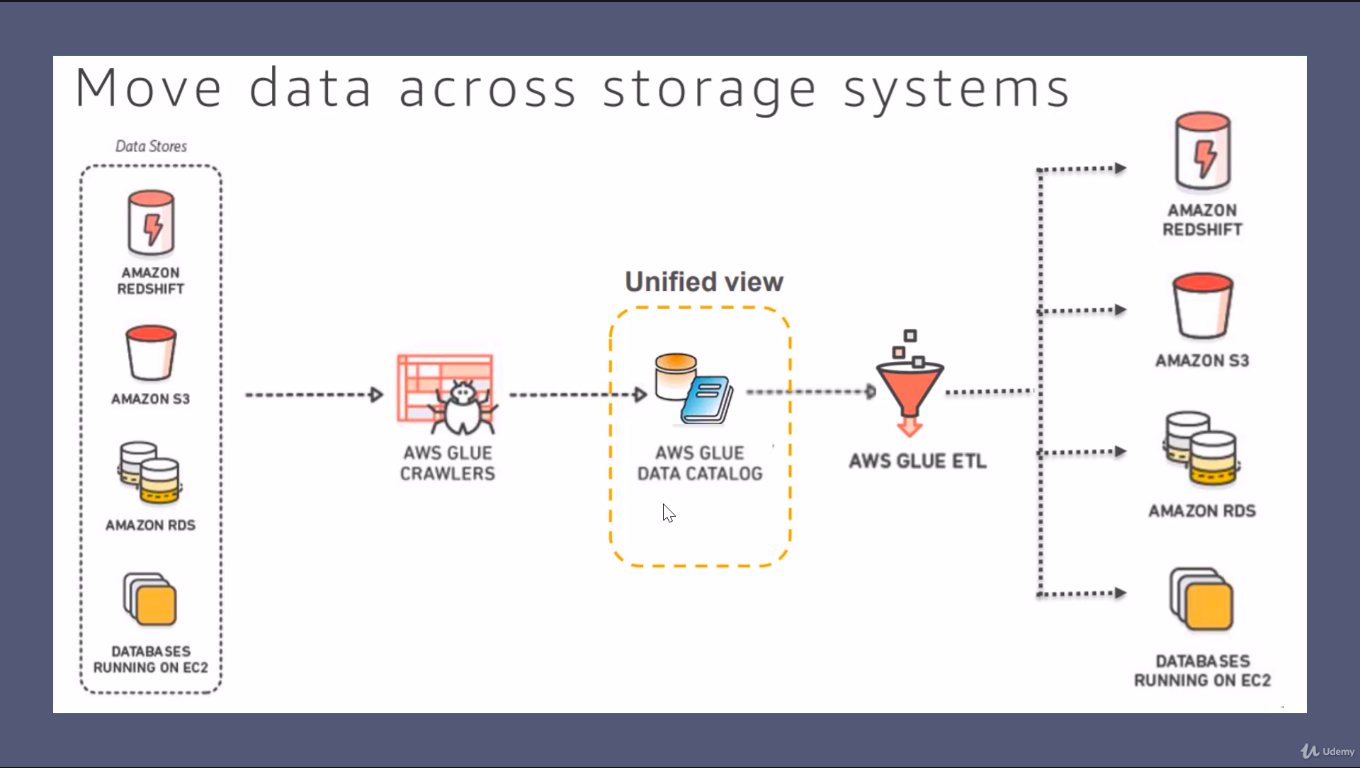 Move data across storage systems
Data Stores
AMAZON
REDSHIFT
AMAZON S3
AMAZON RDS
DATABASES
RUNNING ON EC2
AWS GLUE
CRAWLERS
Unified view
AWS GLUE
DATA CATALOG
AWS GLUE ETL
AMAZON
REDSHIFT
AMAZON S3
AMAZON RDS
DATABASES
RUNNING ON EC2
Udemy